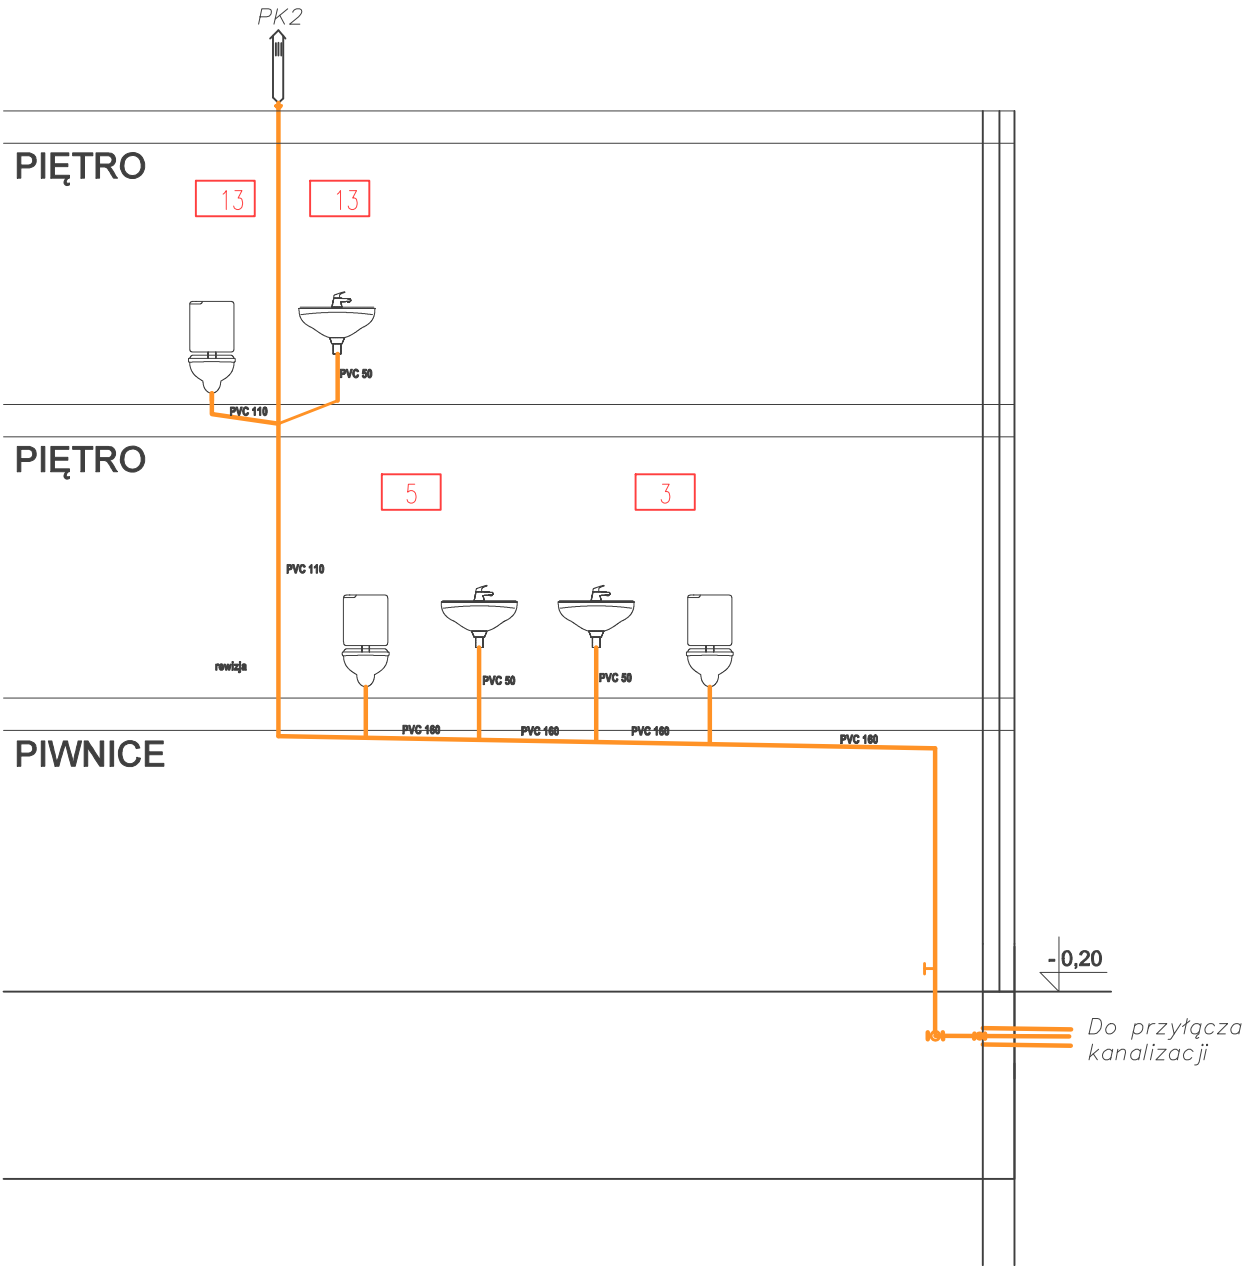 PK2
PIĘTRO
13
13
PVC 50
PVC 110
PIĘTRO
5
3
PVC 110
rewizja
PVC 50
PVC 50
PVC 160
PVC 160
PVC 160
PVC 160
PIWNICE
-0,20
Do przyłącza
kanalizacji